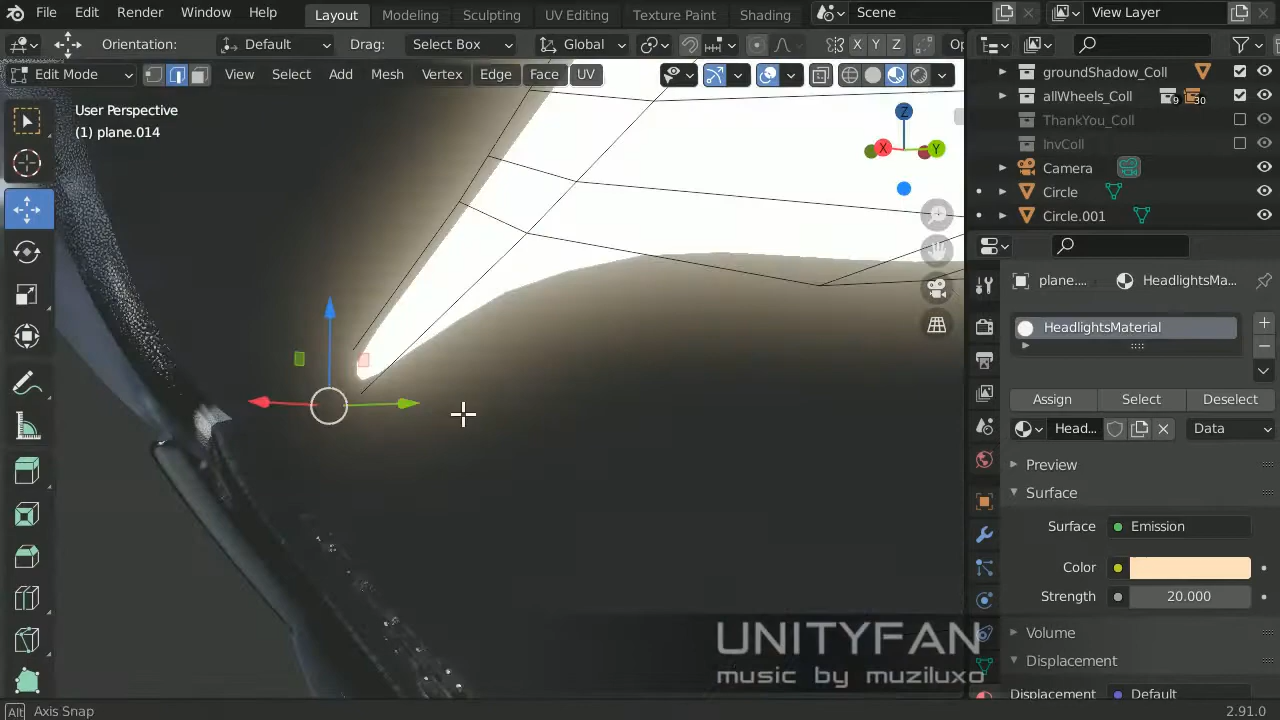 File Edit Render Window Help Layout Modeling Sculpting UV Editing Texture Paint Shading Scene View Layer
Orientation: Default Drag: Select Box Global X Y Z Op
Edit Mode View Select Add Mesh Vertex Edge Face UV
User Perspective
(1) plane.014
Z
X
Y
groundShadow_Coll
allWheels_Coll 9 30
ThankYou_Coll
InvColl
Camera
Circle
Circle.001
plane.... HeadlightsMa...
HeadlightsMaterial
Assign Select Deselect
Head... Data
Preview
Surface
Surface Emission
Color
Strength 20.000
Volume
Displacement
Displacement Default
UNITYFAN
music by muziluxo
Alt Axis Snap 2.91.0